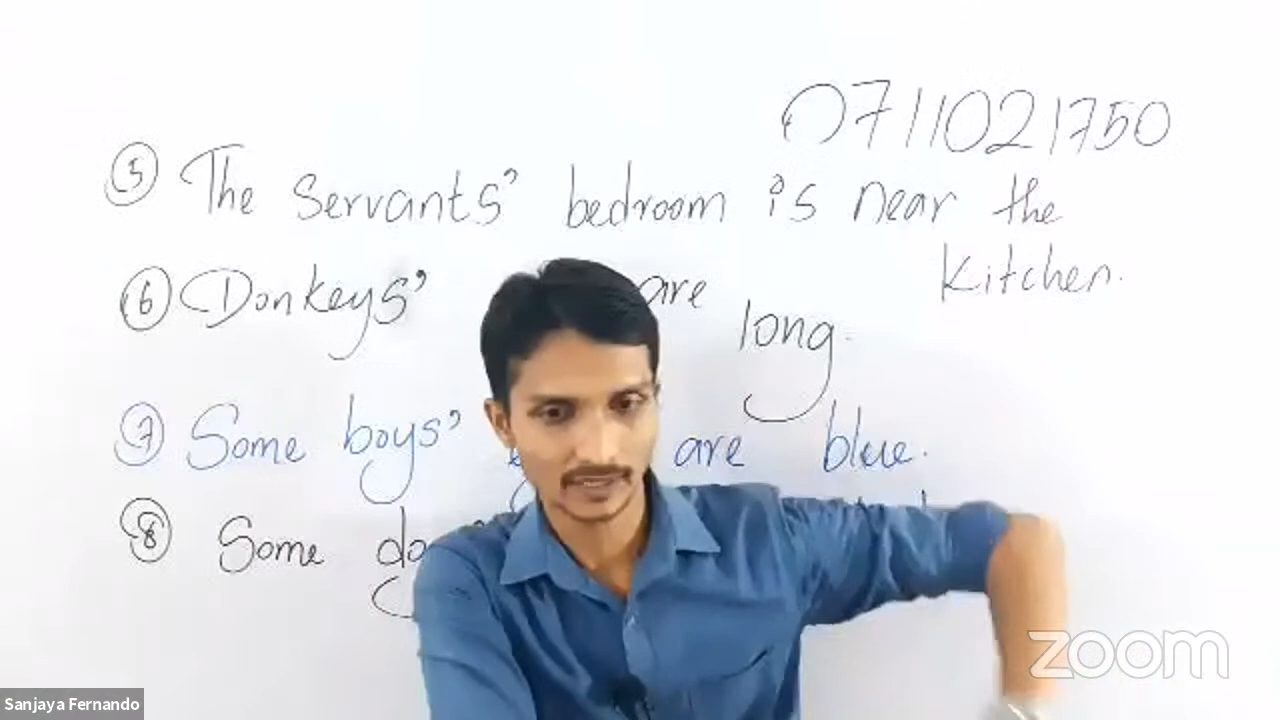 0711021750
5 The Servants' bedroom is near the
Kitchen.
6 Donkeys' are
long.
7 Some boys' are blue.
8 Some
zoom
Sanjaya Fernando